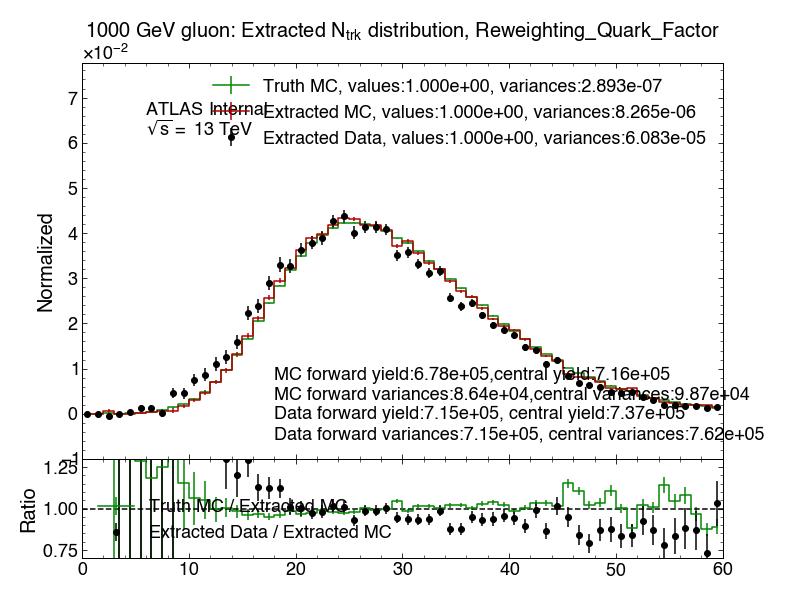 1000 GeV gluon: Extracted N_trk distribution, Reweighting_Quark_Factor
×10⁻²
Truth MC, values:1.000e+00, variances:2.893e-07
ATLAS Internal
Extracted MC, values:1.000e+00, variances:8.265e-06
√s = 13 TeV
Extracted Data, values:1.000e+00, variances:6.083e-05
Normalized
7
6
5
4
3
2
1
0
−1
MC forward yield:6.78e+05,central yield:7.16e+05
MC forward variances:8.64e+04,central variances:9.87e+04
Data forward yield:7.15e+05, central yield:7.37e+05
Data forward variances:7.15e+05, central variances:7.62e+05
Ratio
1.25
1.00
0.75
Truth MC / Extracted MC
Extracted Data / Extracted MC
0 10 20 30 40 50 60